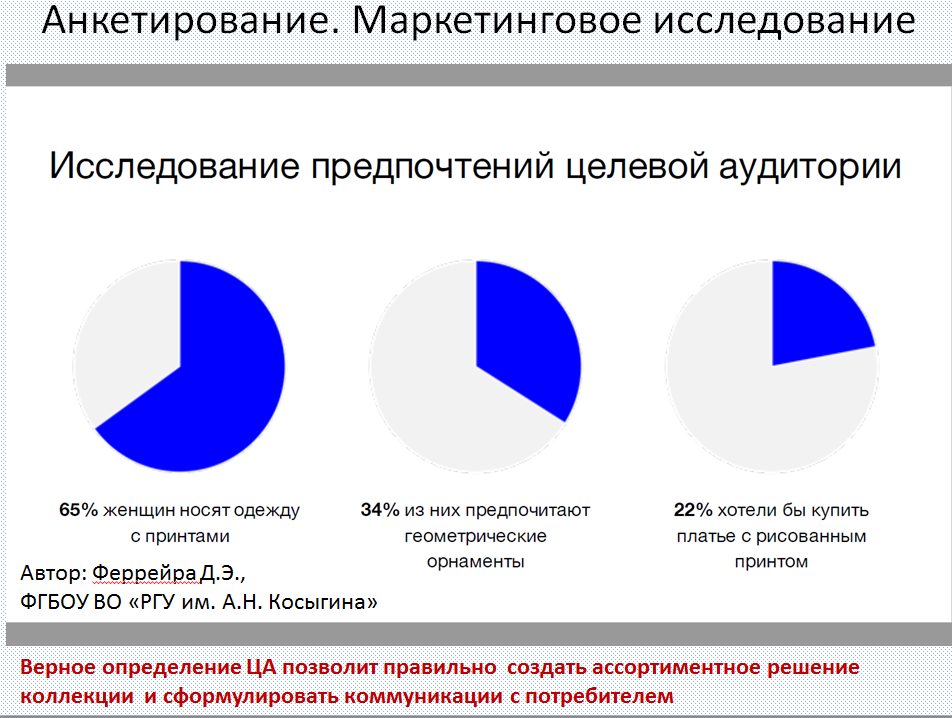 Анкетирование. Маркетинговое исследование
Исследование предпочтений целевой аудитории
65% женщин носят одежду
с принтами
34% из них предпочитают
геометрические
орнаменты
22% хотели бы купить
платье с рисованным
принтом
Автор: Феррейра Д.Э.,
ФГБОУ ВО «РГУ им. А.Н. Косыгина»
Верное определение ЦА позволит правильно создать ассортиментное решение
коллекции и сформулировать коммуникации с потребителем